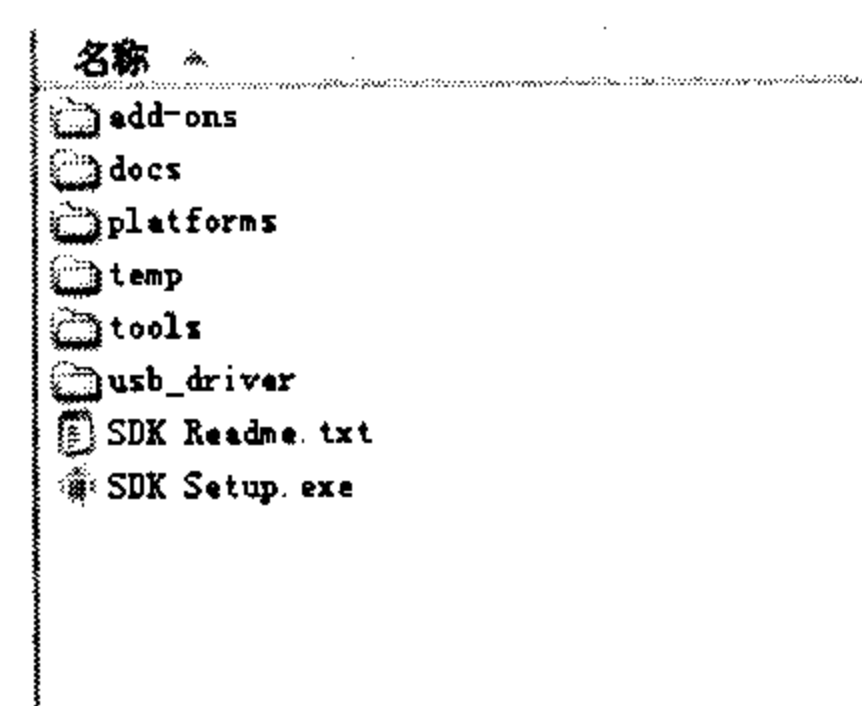 名称
add-ons
docs
platforms
temp
tools
usb_driver
SDK Readme.txt
SDK Setup.exe